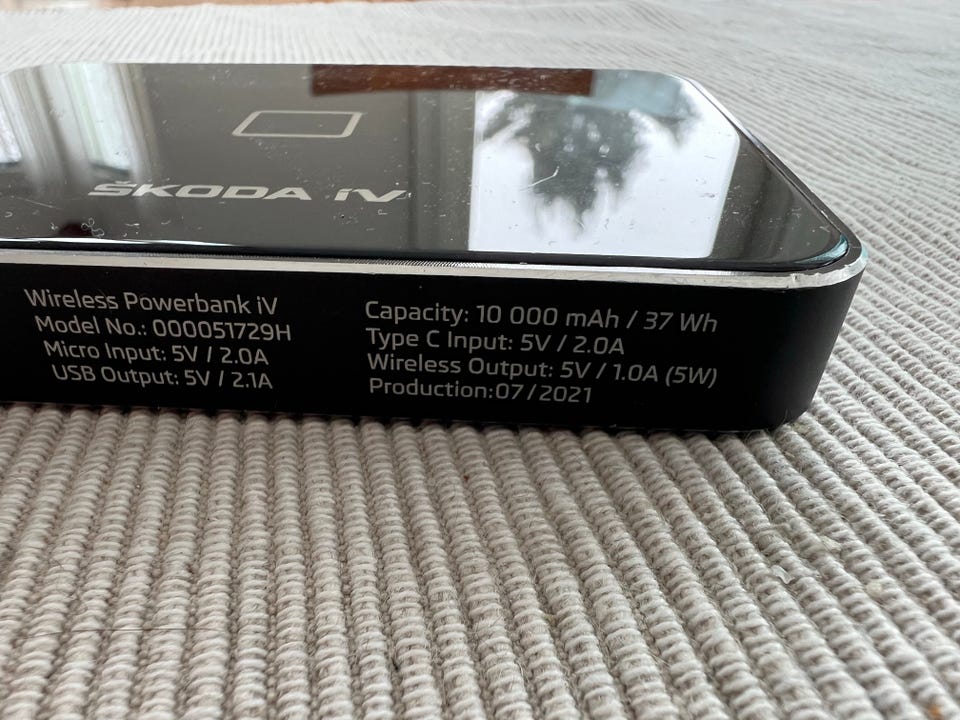 ŠKODA iV
Wireless Powerbank iV
Model No.: 000051729H
Micro Input: 5V / 2.0A
USB Output: 5V / 2.1A
Capacity: 10 000 mAh / 37 Wh
Type C Input: 5V / 2.0A
Wireless Output: 5V / 1.0A (5W)
Production:07/2021